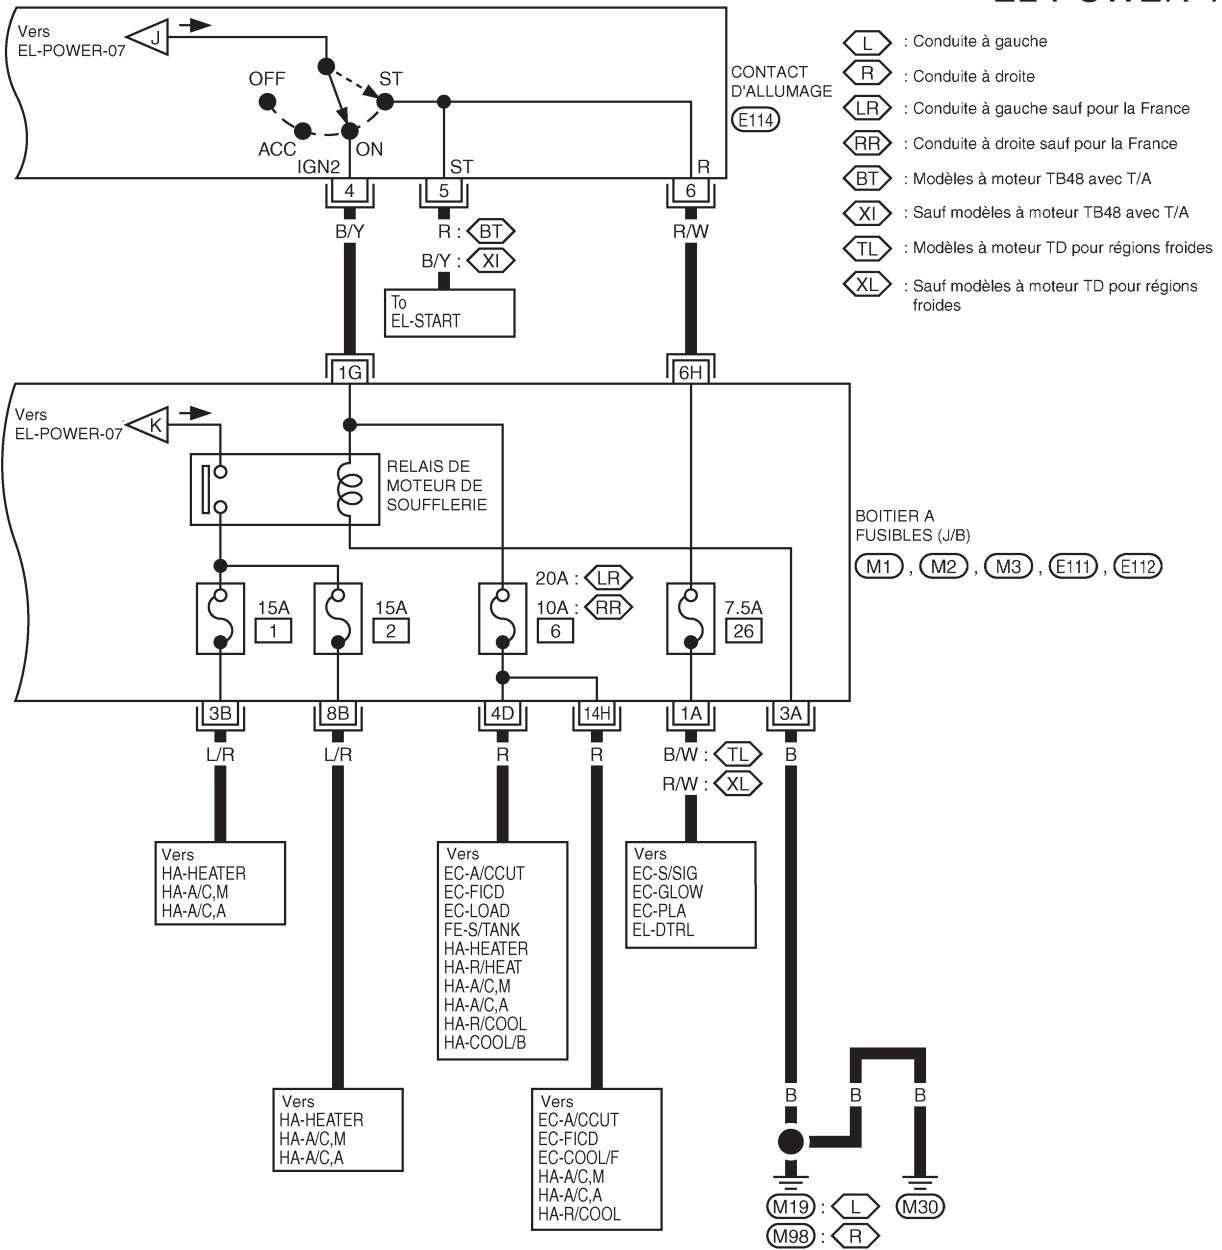 Vers
EL-POWER-07
J
OFF
ST
ACC
ON
IGN2
ST
R
CONTACT
D'ALLUMAGE
E114
L : Conduite à gauche
R : Conduite à droite
LR : Conduite à gauche sauf pour la France
RR : Conduite à droite sauf pour la France
BT : Modèles à moteur TB48 avec T/A
XI : Sauf modèles à moteur TB48 avec T/A
TL : Modèles à moteur TD pour régions froides
XL : Sauf modèles à moteur TD pour régions
froides
4
5
6
B/Y
R : BT
B/Y : XI
R/W
To
EL-START
1G
6H
Vers
EL-POWER-07
K
RELAIS DE
MOTEUR DE
SOUFFLERIE
BOITIER A
FUSIBLES (J/B)
M1 , M2 , M3 , E111 , E112
15A
1
15A
2
20A : LR
10A : RR
6
7.5A
26
3B
8B
4D
14H
1A
3A
L/R
L/R
R
R
B/W : TL
R/W : XL
B
Vers
HA-HEATER
HA-A/C,M
HA-A/C,A
Vers
EC-A/CCUT
EC-FICD
EC-LOAD
FE-S/TANK
HA-HEATER
HA-R/HEAT
HA-A/C,M
HA-A/C,A
HA-R/COOL
HA-COOL/B
Vers
EC-S/SIG
EC-GLOW
EC-PLA
EL-DTRL
Vers
HA-HEATER
HA-A/C,M
HA-A/C,A
Vers
EC-A/CCUT
EC-FICD
EC-COOL/F
HA-A/C,M
HA-A/C,A
HA-R/COOL
B
B
B
M19 : L
M30
M98 : R